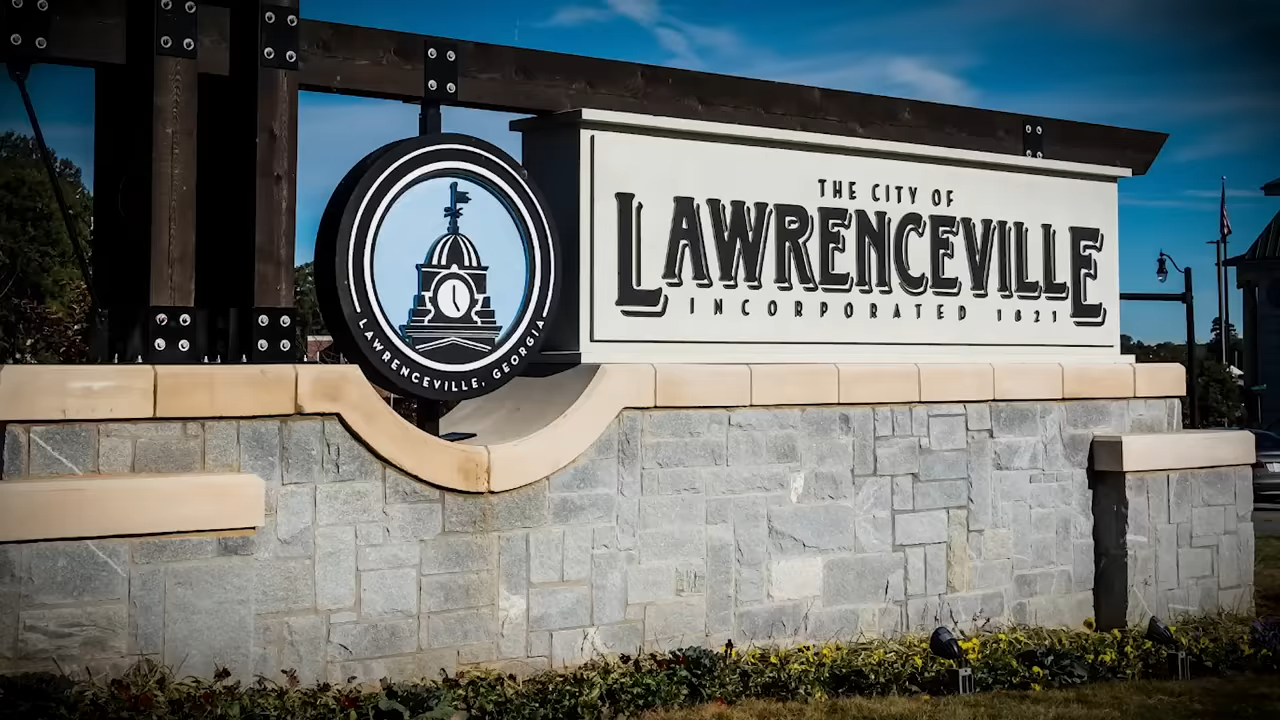 THE CITY OF
LAWRENCEVILLE
INCORPORATED 1821
LAWRENCEVILLE, GEORGIA